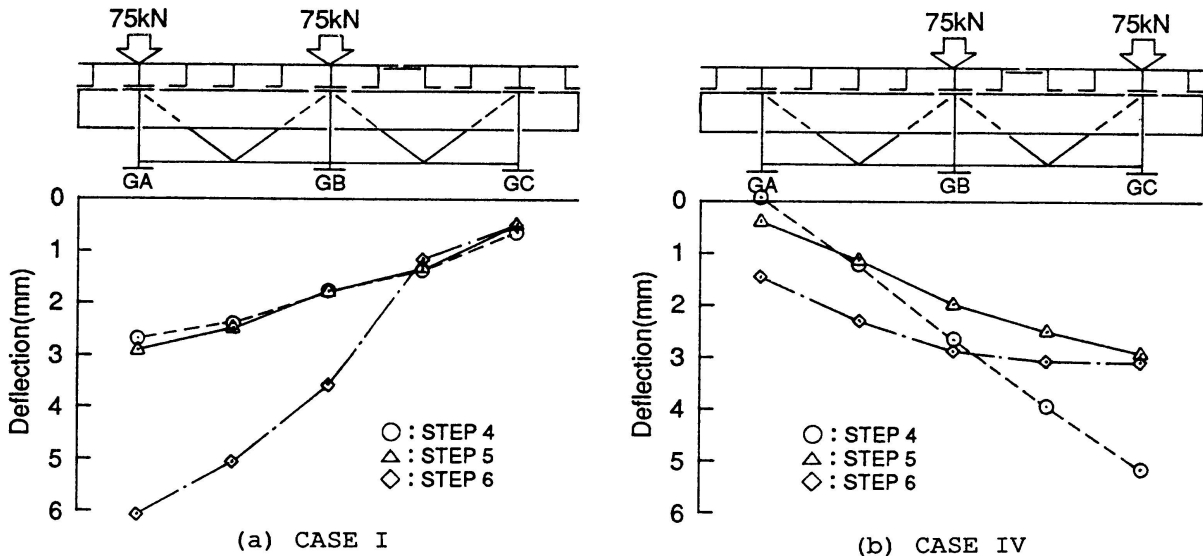 75kN 75kN
GA GB GC
0
1
2
3
4
5
6
Deflection(mm)
○ : STEP 4
△ : STEP 5
◇ : STEP 6
(a) CASE I
75kN 75kN
GA GB GC
0
1
2
3
4
5
6
Deflection(mm)
○ : STEP 4
△ : STEP 5
◇ : STEP 6
(b) CASE IV